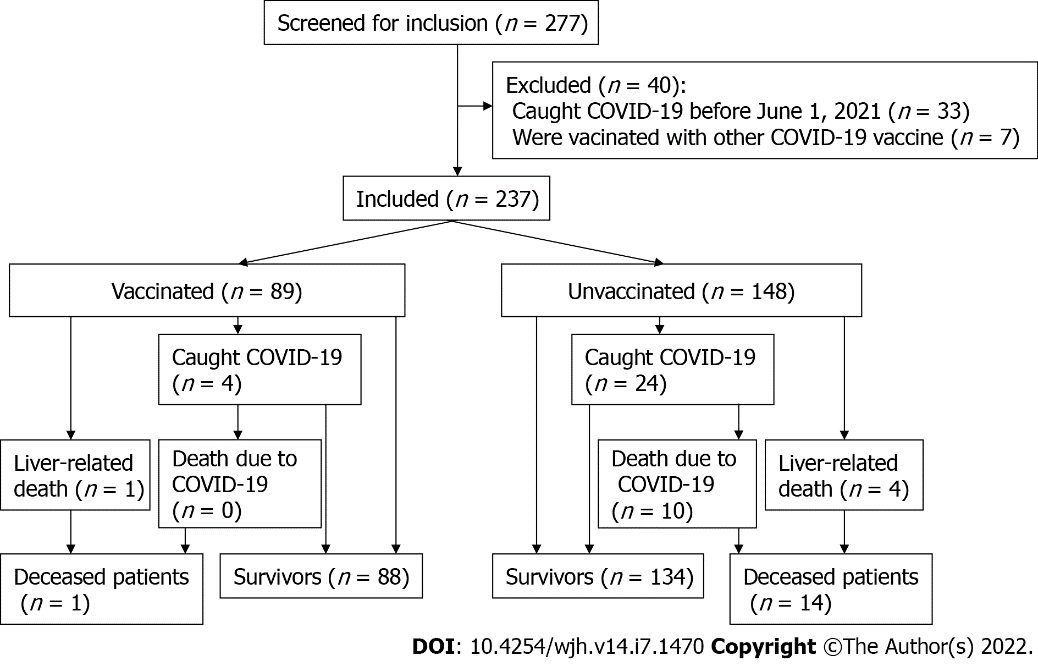 Screened for inclusion (n = 277)
Excluded (n = 40):
Caught COVID-19 before June 1, 2021 (n = 33)
Were vacinated with other COVID-19 vaccine (n = 7)
Included (n = 237)
Vaccinated (n = 89)
Unvaccinated (n = 148)
Caught COVID-19
(n = 4)
Caught COVID-19
(n = 24)
Liver-related
death (n = 1)
Death due to
COVID-19
(n = 0)
Death due to
COVID-19
(n = 10)
Liver-related
death (n = 4)
Deceased patients
(n = 1)
Survivors (n = 88)
Survivors (n = 134)
Deceased patients
(n = 14)
DOI: 10.4254/wjh.v14.i7.1470 Copyright ©The Author(s) 2022.